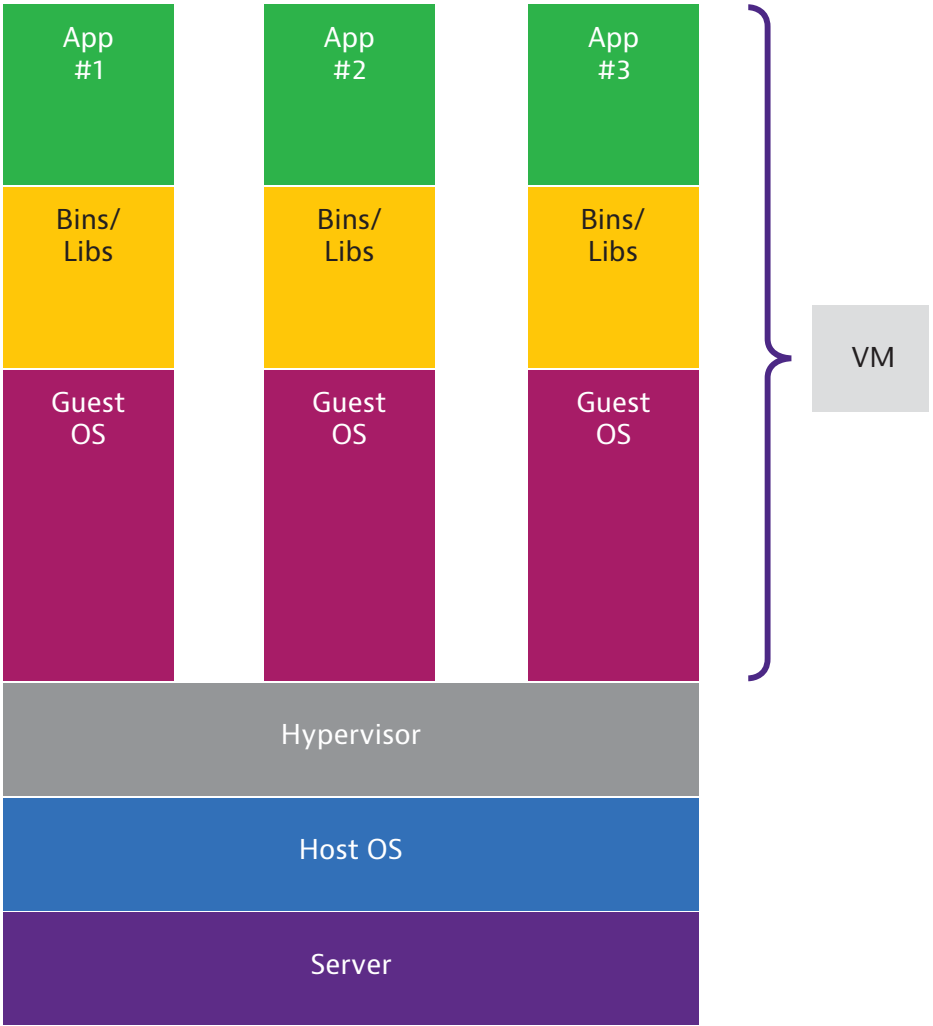 App
#1
App
#2
App
#3
Bins/
Libs
Bins/
Libs
Bins/
Libs
VM
Guest
OS
Guest
OS
Guest
OS
Hypervisor
Host OS
Server